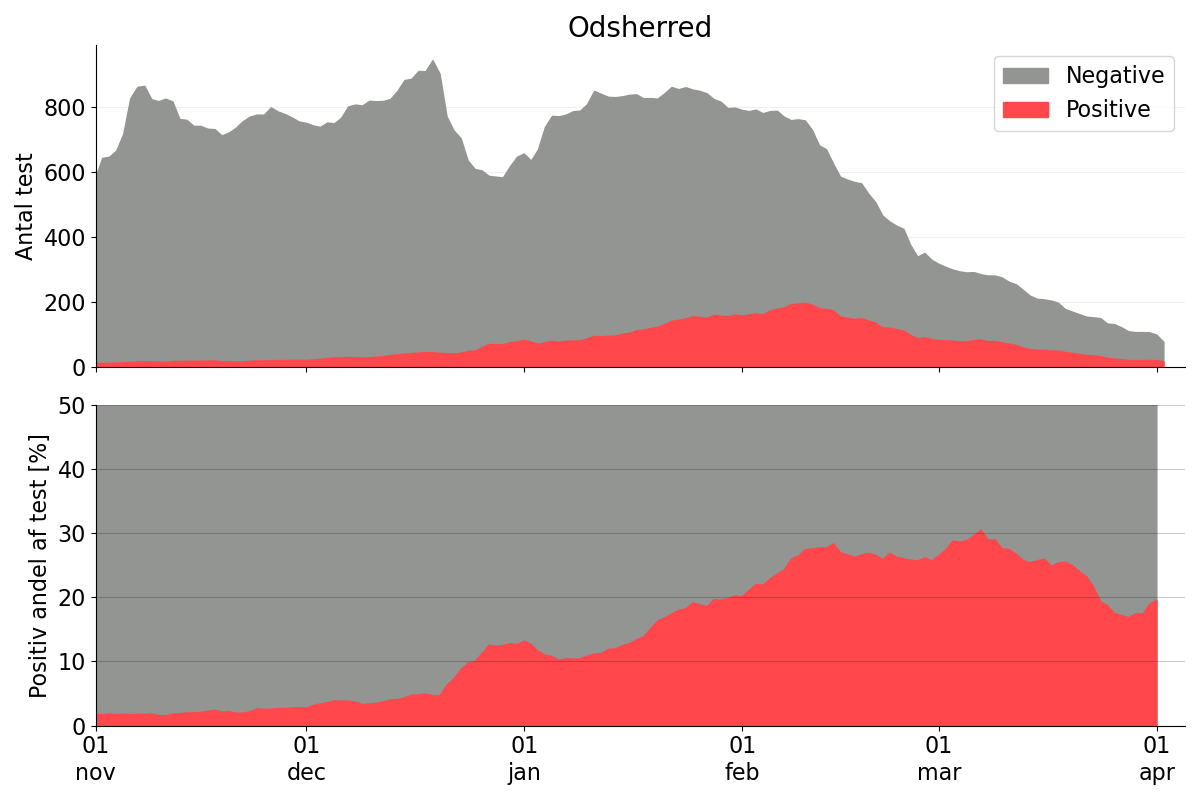 Odsherred
Negative
Positive
Antal test
800
600
400
200
0
Positiv andel af test [%]
50
40
30
20
10
0
01 01 01 01 01 01
nov dec jan feb mar apr